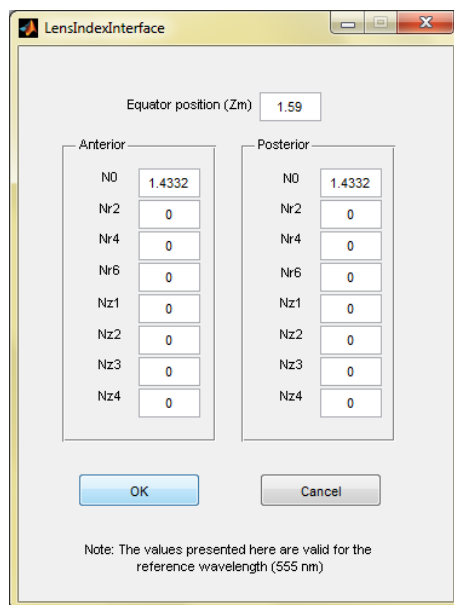 LensIndexInterface
Equator position (Zm) 1.59
Anterior Posterior
N0 1.4332 N0 1.4332
Nr2 0 Nr2 0
Nr4 0 Nr4 0
Nr6 0 Nr6 0
Nz1 0 Nz1 0
Nz2 0 Nz2 0
Nz3 0 Nz3 0
Nz4 0 Nz4 0
OK Cancel
Note: The values presented here are valid for the
reference wavelength (555 nm)